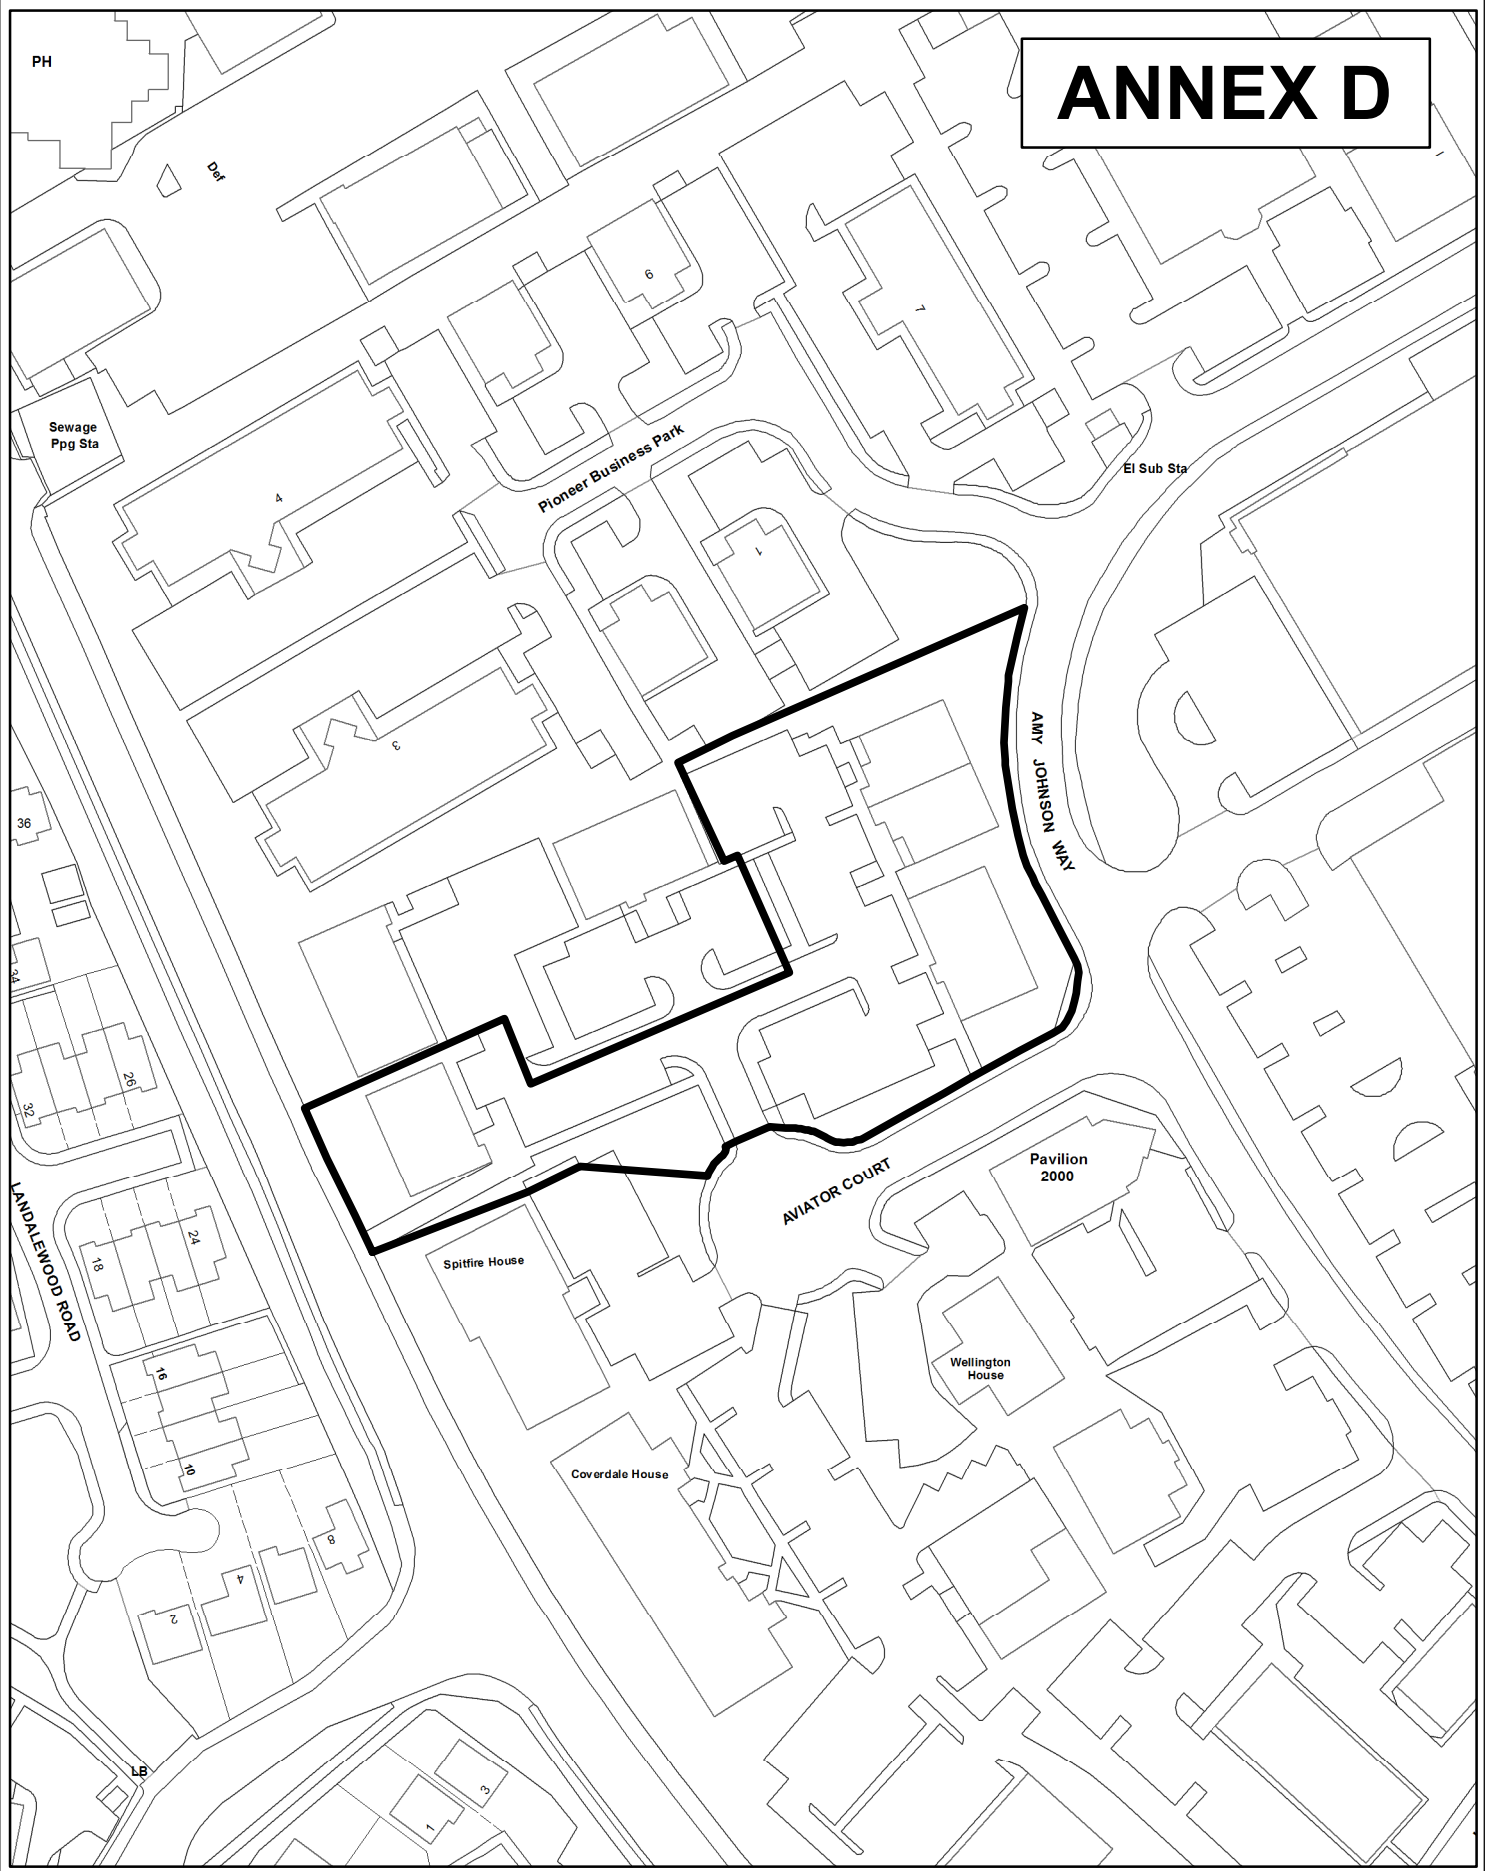 PH
ANNEX D
Def
6
7
Sewage
Ppg Sta
Pioneer Business Park
El Sub Sta
4
1
3
AMY JOHNSON WAY
36
34
26
32
Pavilion
2000
AVIATOR COURT
LANDALEWOOD ROAD
24
18
Spitfire House
16
Wellington
House
10
Coverdale House
8
4
2
LB
3
1